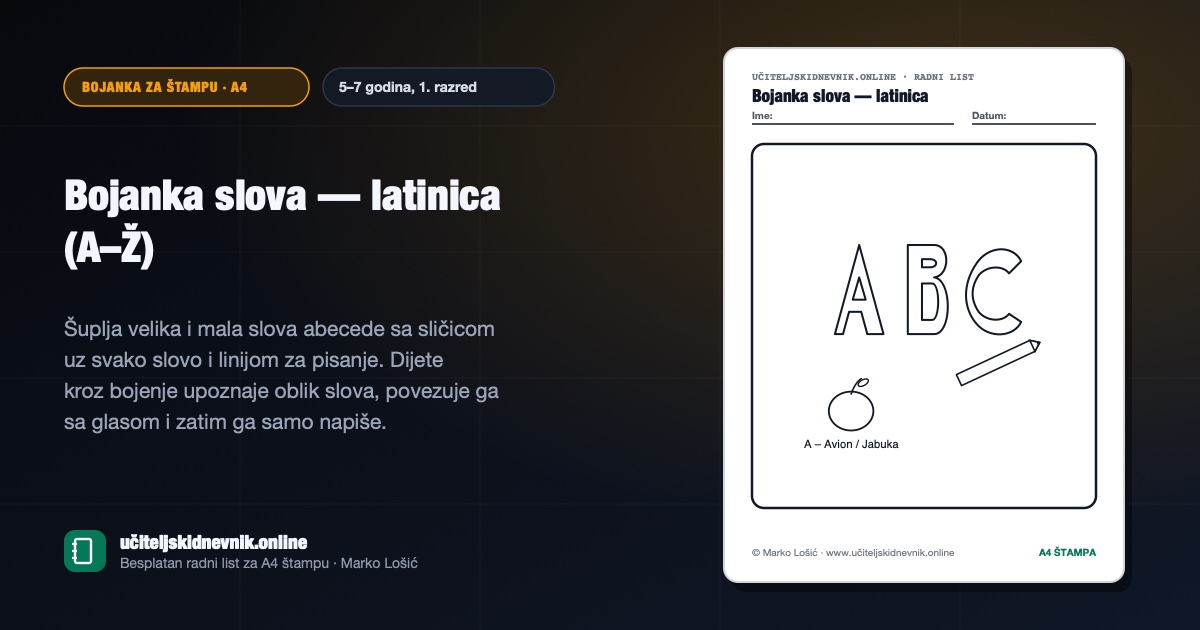 BOJANKA ZA ŠTAMPU · A4
5–7 godina, 1. razred
Bojanka slova — latinica
(A–Ž)
Šuplja velika i mala slova abecede sa sličicom
uz svako slovo i linijom za pisanje. Dijete
kroz bojenje upoznaje oblik slova, povezuje ga
sa glasom i zatim ga samo napiše.
učiteljskidnevnik.online
Besplatan radni list za A4 štampu · Marko Lošić
UČITELJSKIDNEVNIK.ONLINE · RADNI LIST
Bojanka slova — latinica
Ime:
Datum:
A B C
A – Avion / Jabuka
© Marko Lošić · www.uciteljskidnevnik.online
A4 ŠTAMPA